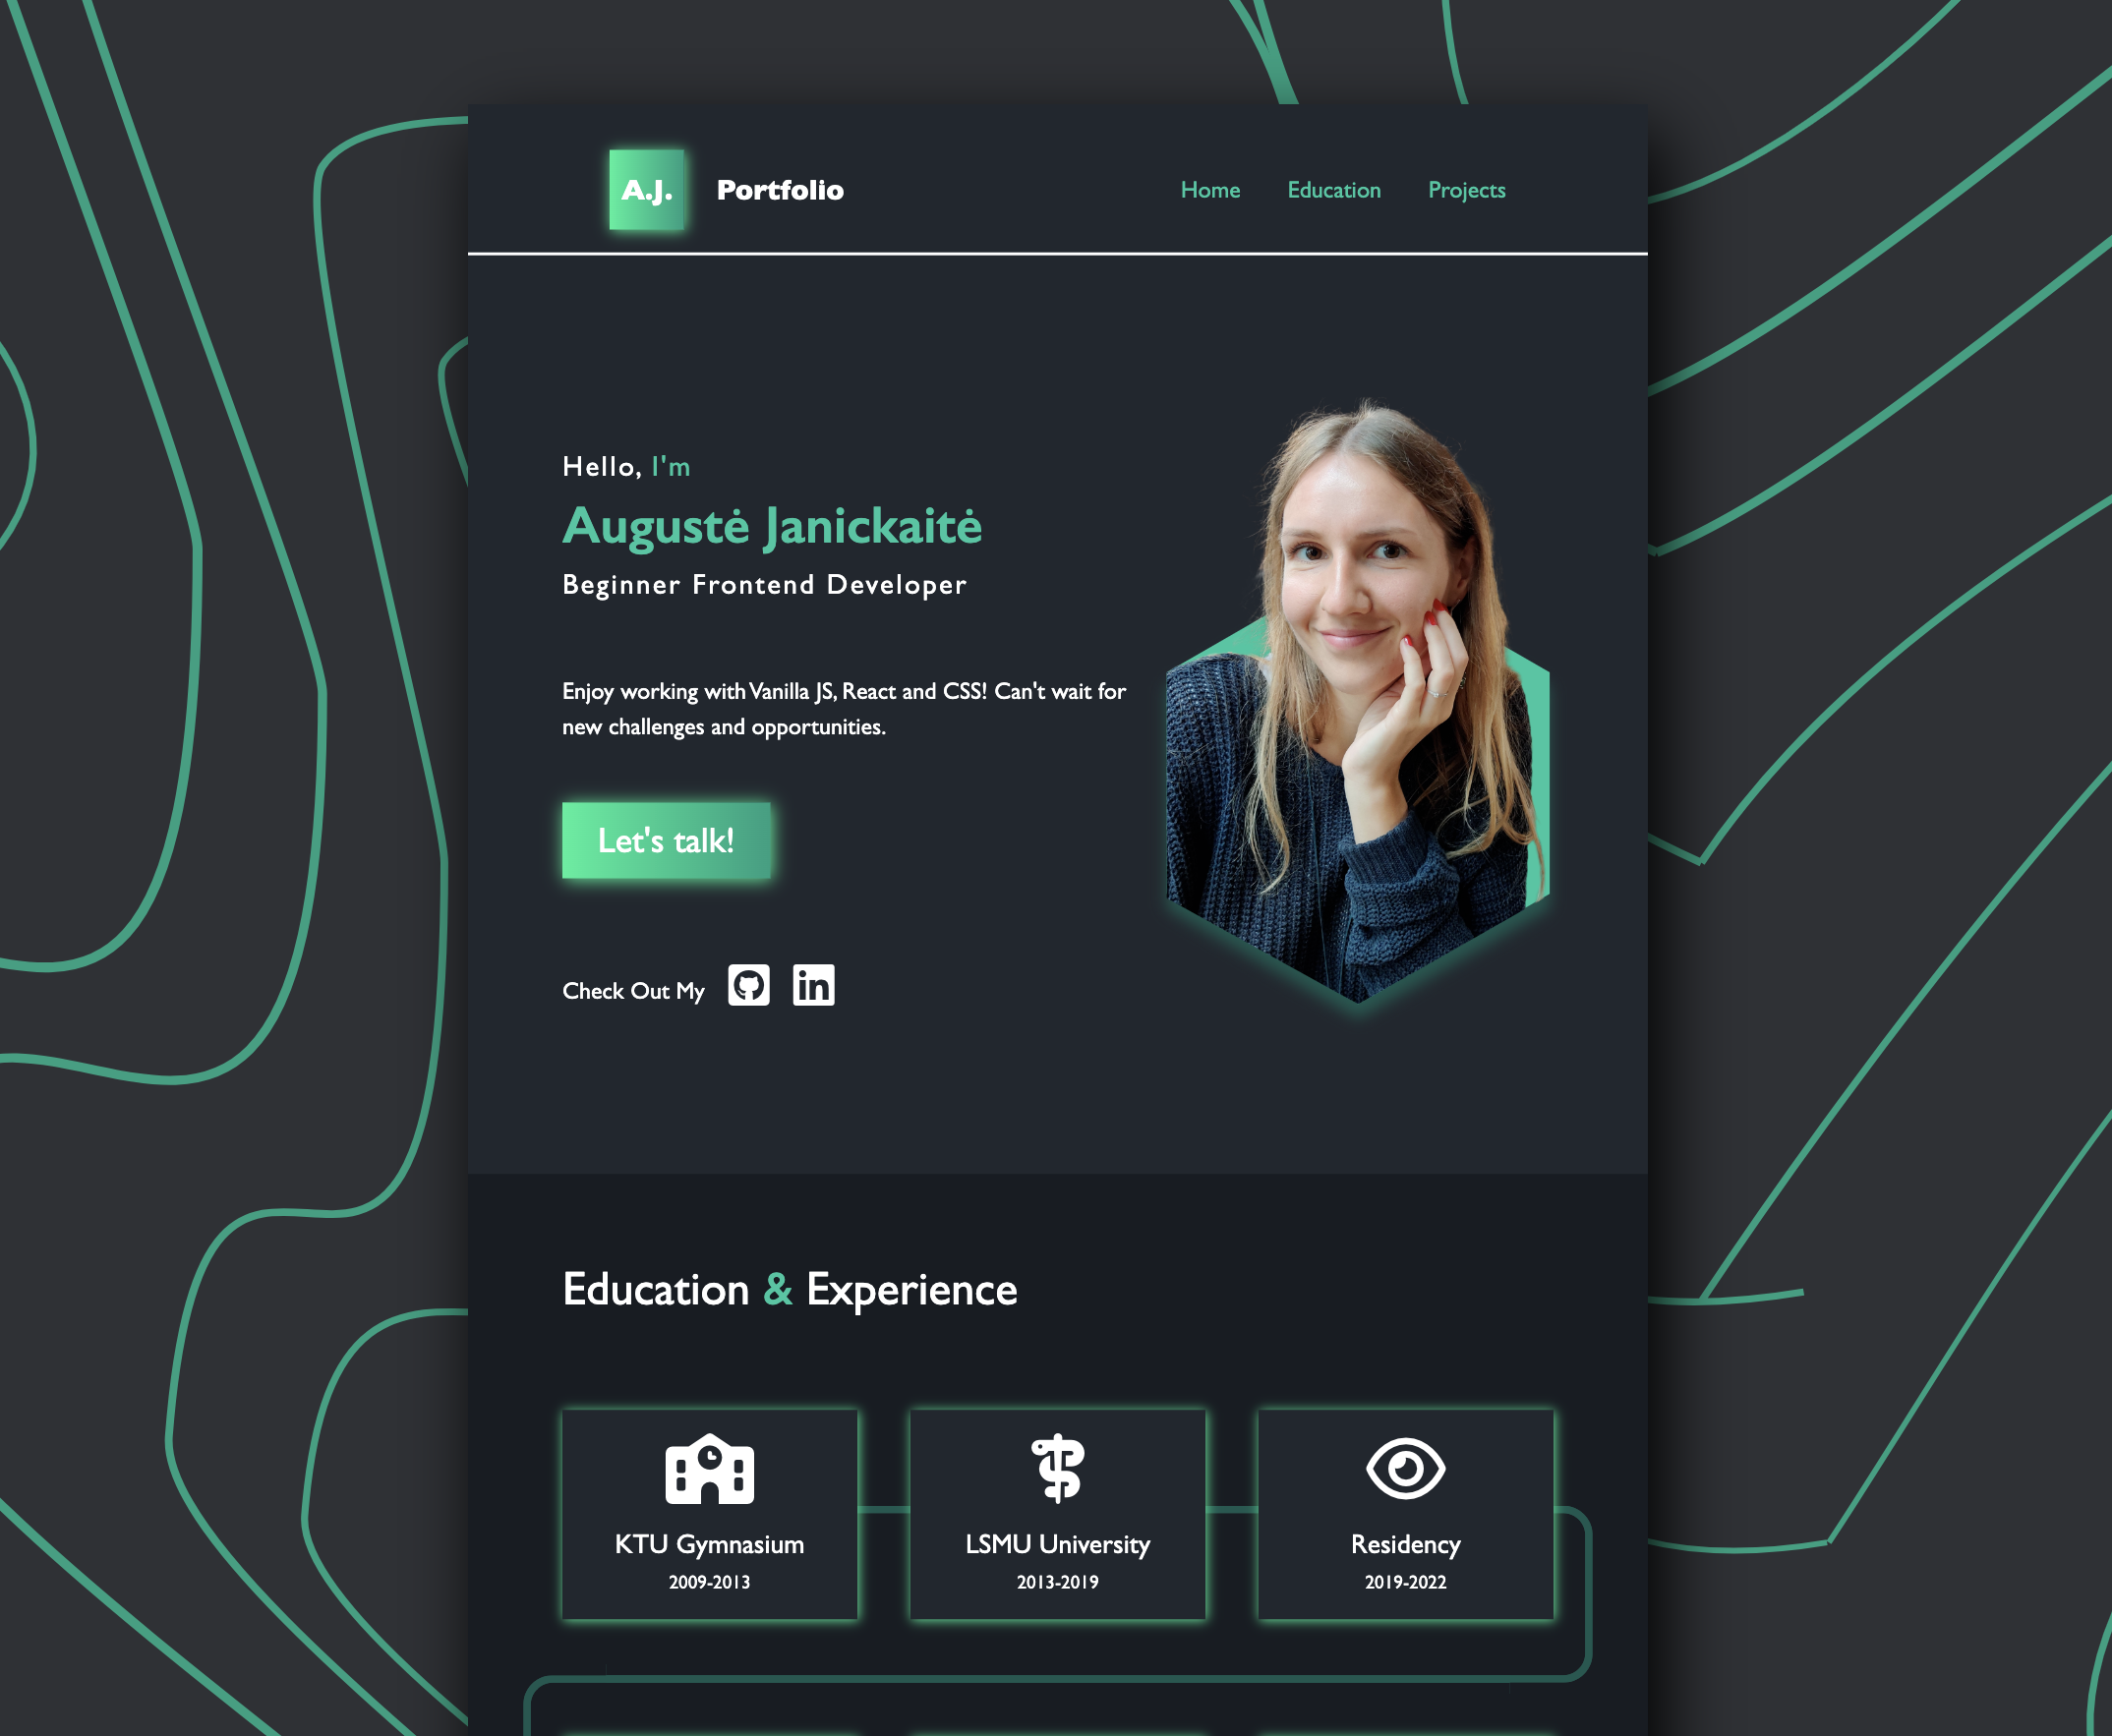 A.J.
Portfolio
Home
Education
Projects
Hello, I'm
Augustė Janickaitė
Beginner Frontend Developer
Enjoy working with Vanilla JS, React and CSS! Can't wait for
new challenges and opportunities.
Let's talk!
Check Out My
in
Education & Experience
KTU Gymnasium
2009-2013
LSMU University
2013-2019
Residency
2019-2022